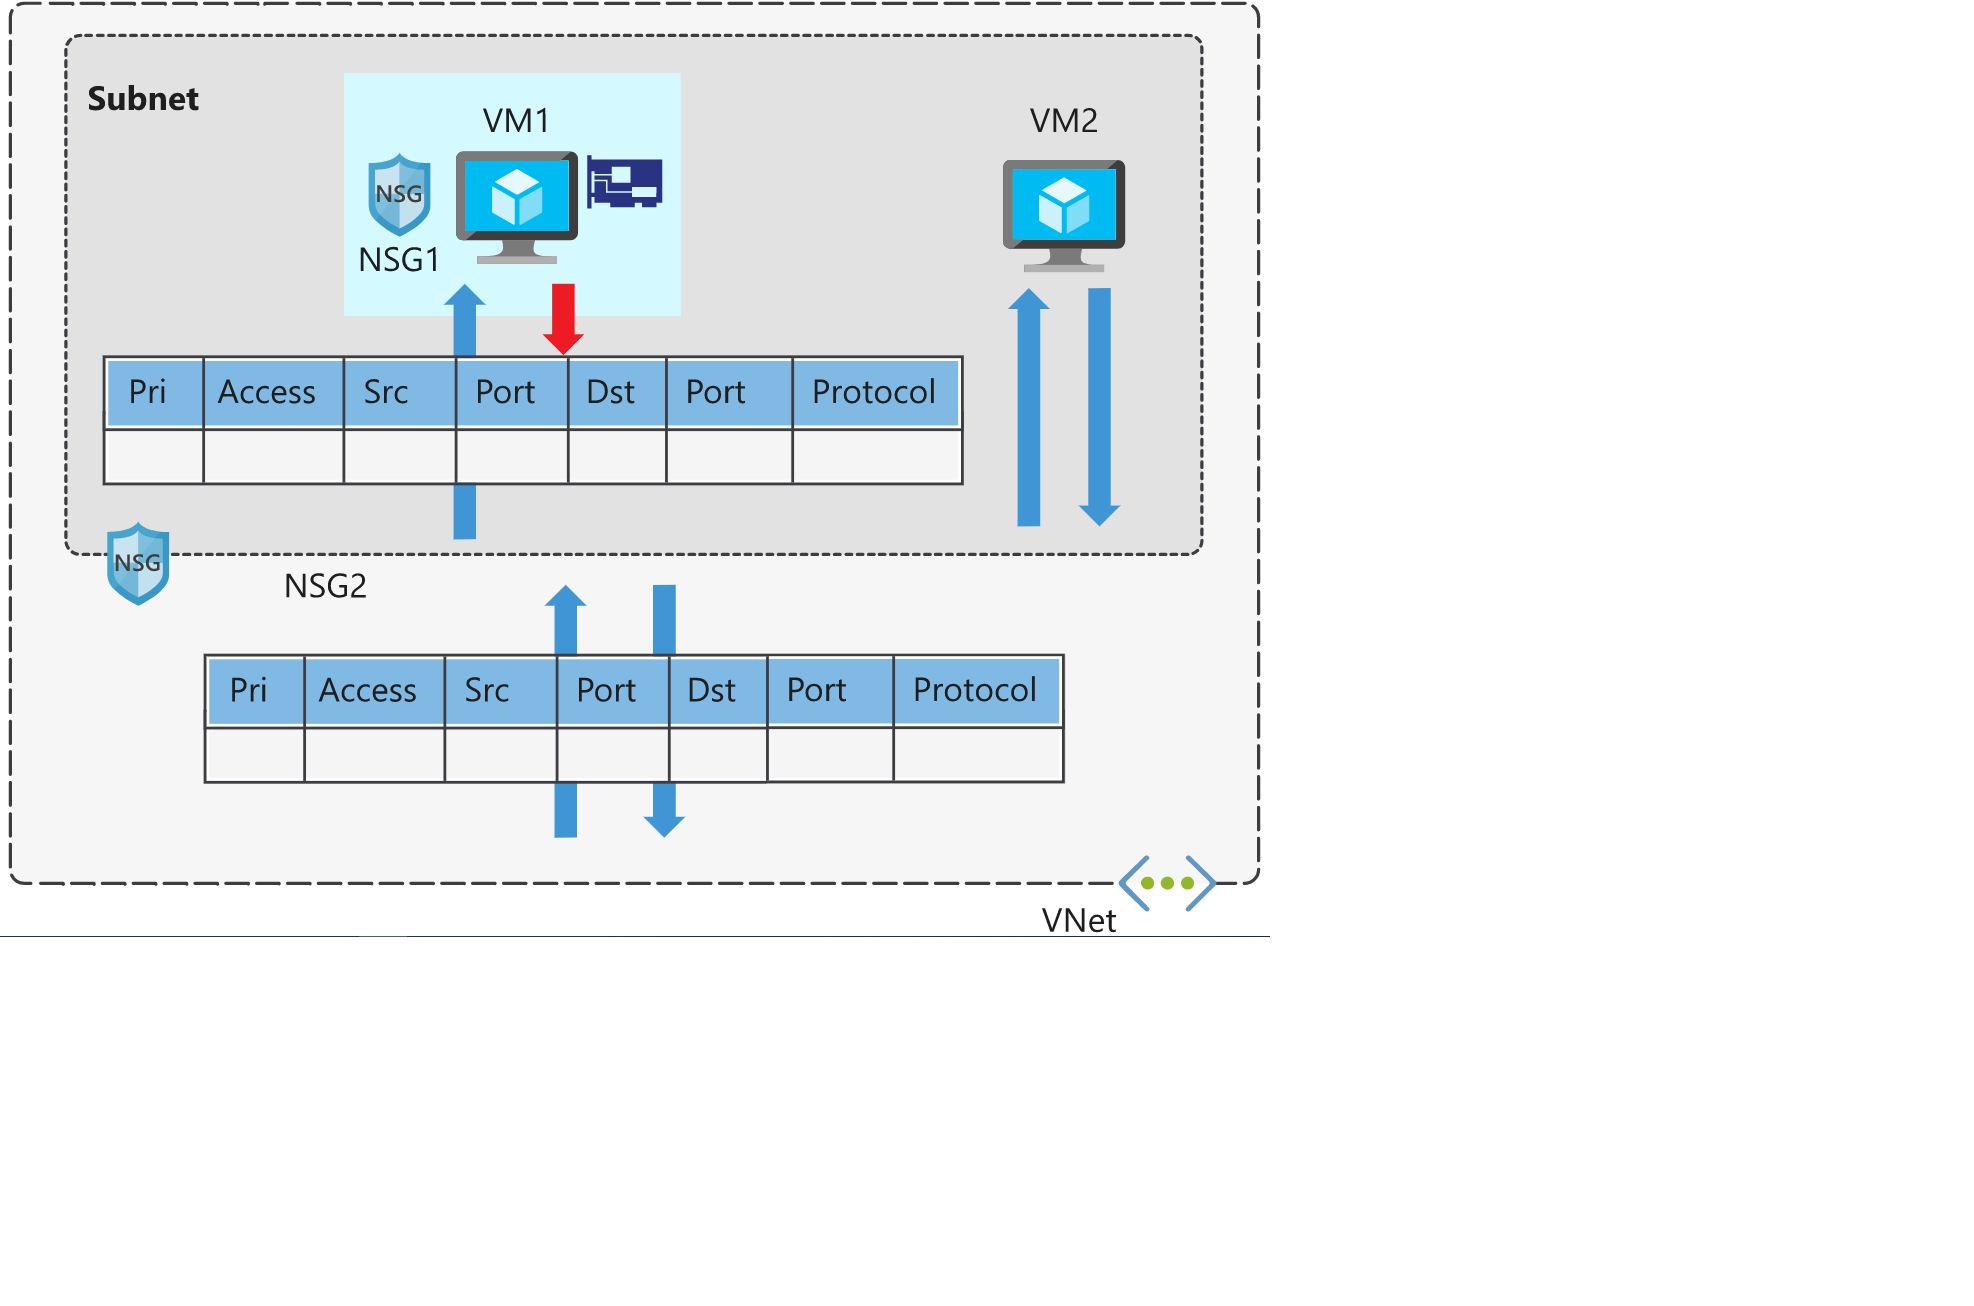 Subnet
VM1
VM2
NSG
NSG1
Pri Access Src Port Dst Port Protocol
NSG
NSG2
Pri Access Src Port Dst Port Protocol
VNet